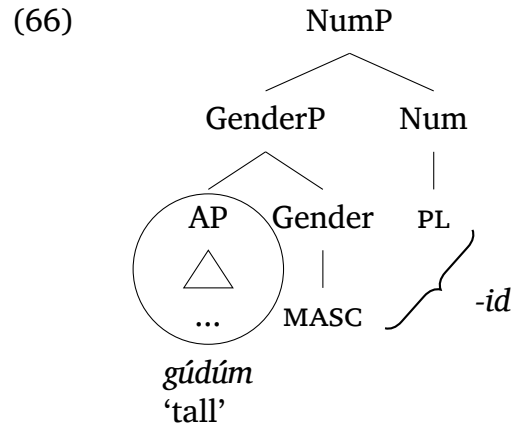 (66) NumP
GenderP Num
AP Gender PL
... MASC -id
gúdúm
‘tall’